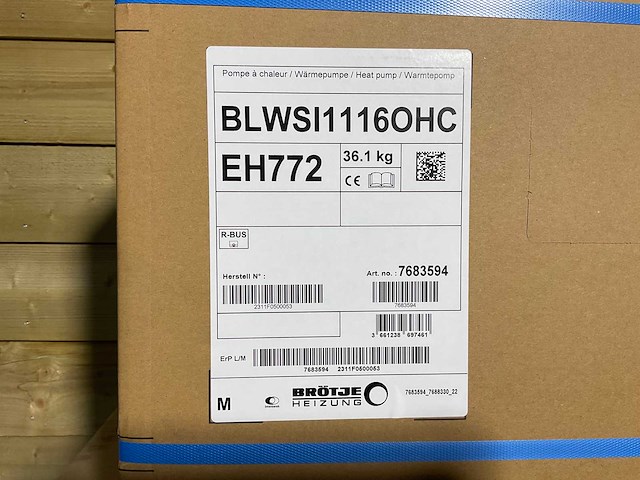 Pompe à chaleur / Wärmepumpe / Heat pump / Warmtepomp
BLWSI1116OHC
EH772
36.1 kg
CE
R-BUS
Herstell N° :
Art. no. : 7683594
2311F0500053
7683594
3 661238 697461
ErP L/M
7683594 2311F0500053
M
BRÖTJE
HEIZUNG
7683594_7688330_22